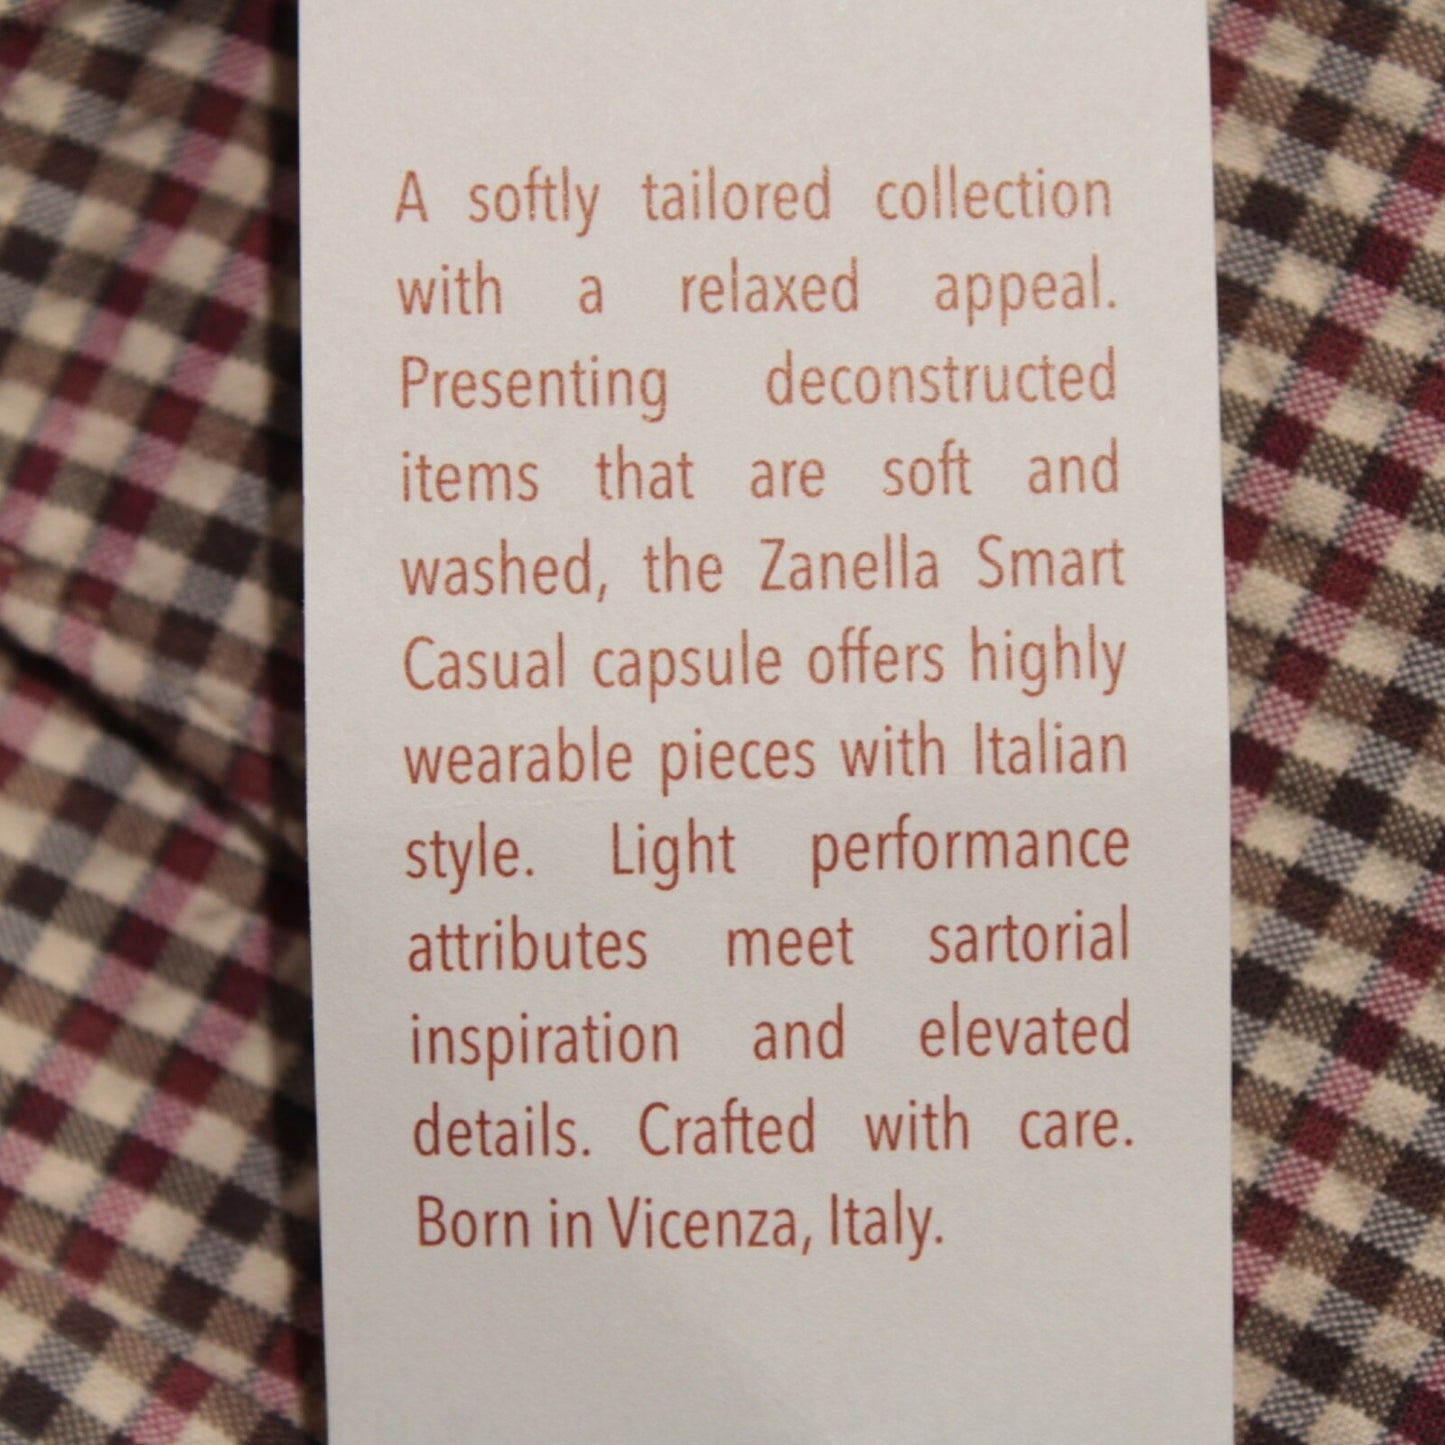 A softly tailored collection
with a relaxed appeal.
Presenting deconstructed
items that are soft and
washed, the Zanella Smart
Casual capsule offers highly
wearable pieces with Italian
style. Light performance
attributes meet sartorial
inspiration and elevated
details. Crafted with care.
Born in Vicenza, Italy.